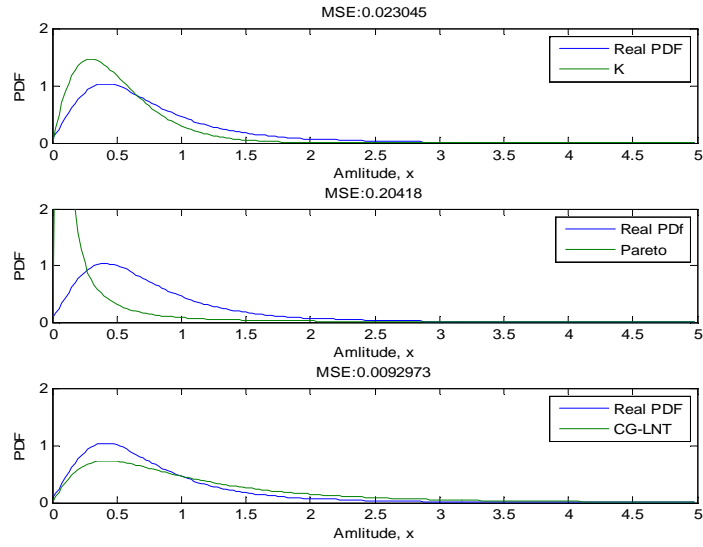 MSE:0.023045
2
1
0
PDF
Real PDF
K
0 0.5 1 1.5 2 2.5 3 3.5 4 4.5 5
Amlitude, x
MSE:0.20418
2
1
0
PDF
Real PDf
Pareto
0 0.5 1 1.5 2 2.5 3 3.5 4 4.5 5
Amlitude, x
MSE:0.0092973
2
1
0
PDF
Real PDF
CG-LNT
0 0.5 1 1.5 2 2.5 3 3.5 4 4.5 5
Amlitude, x